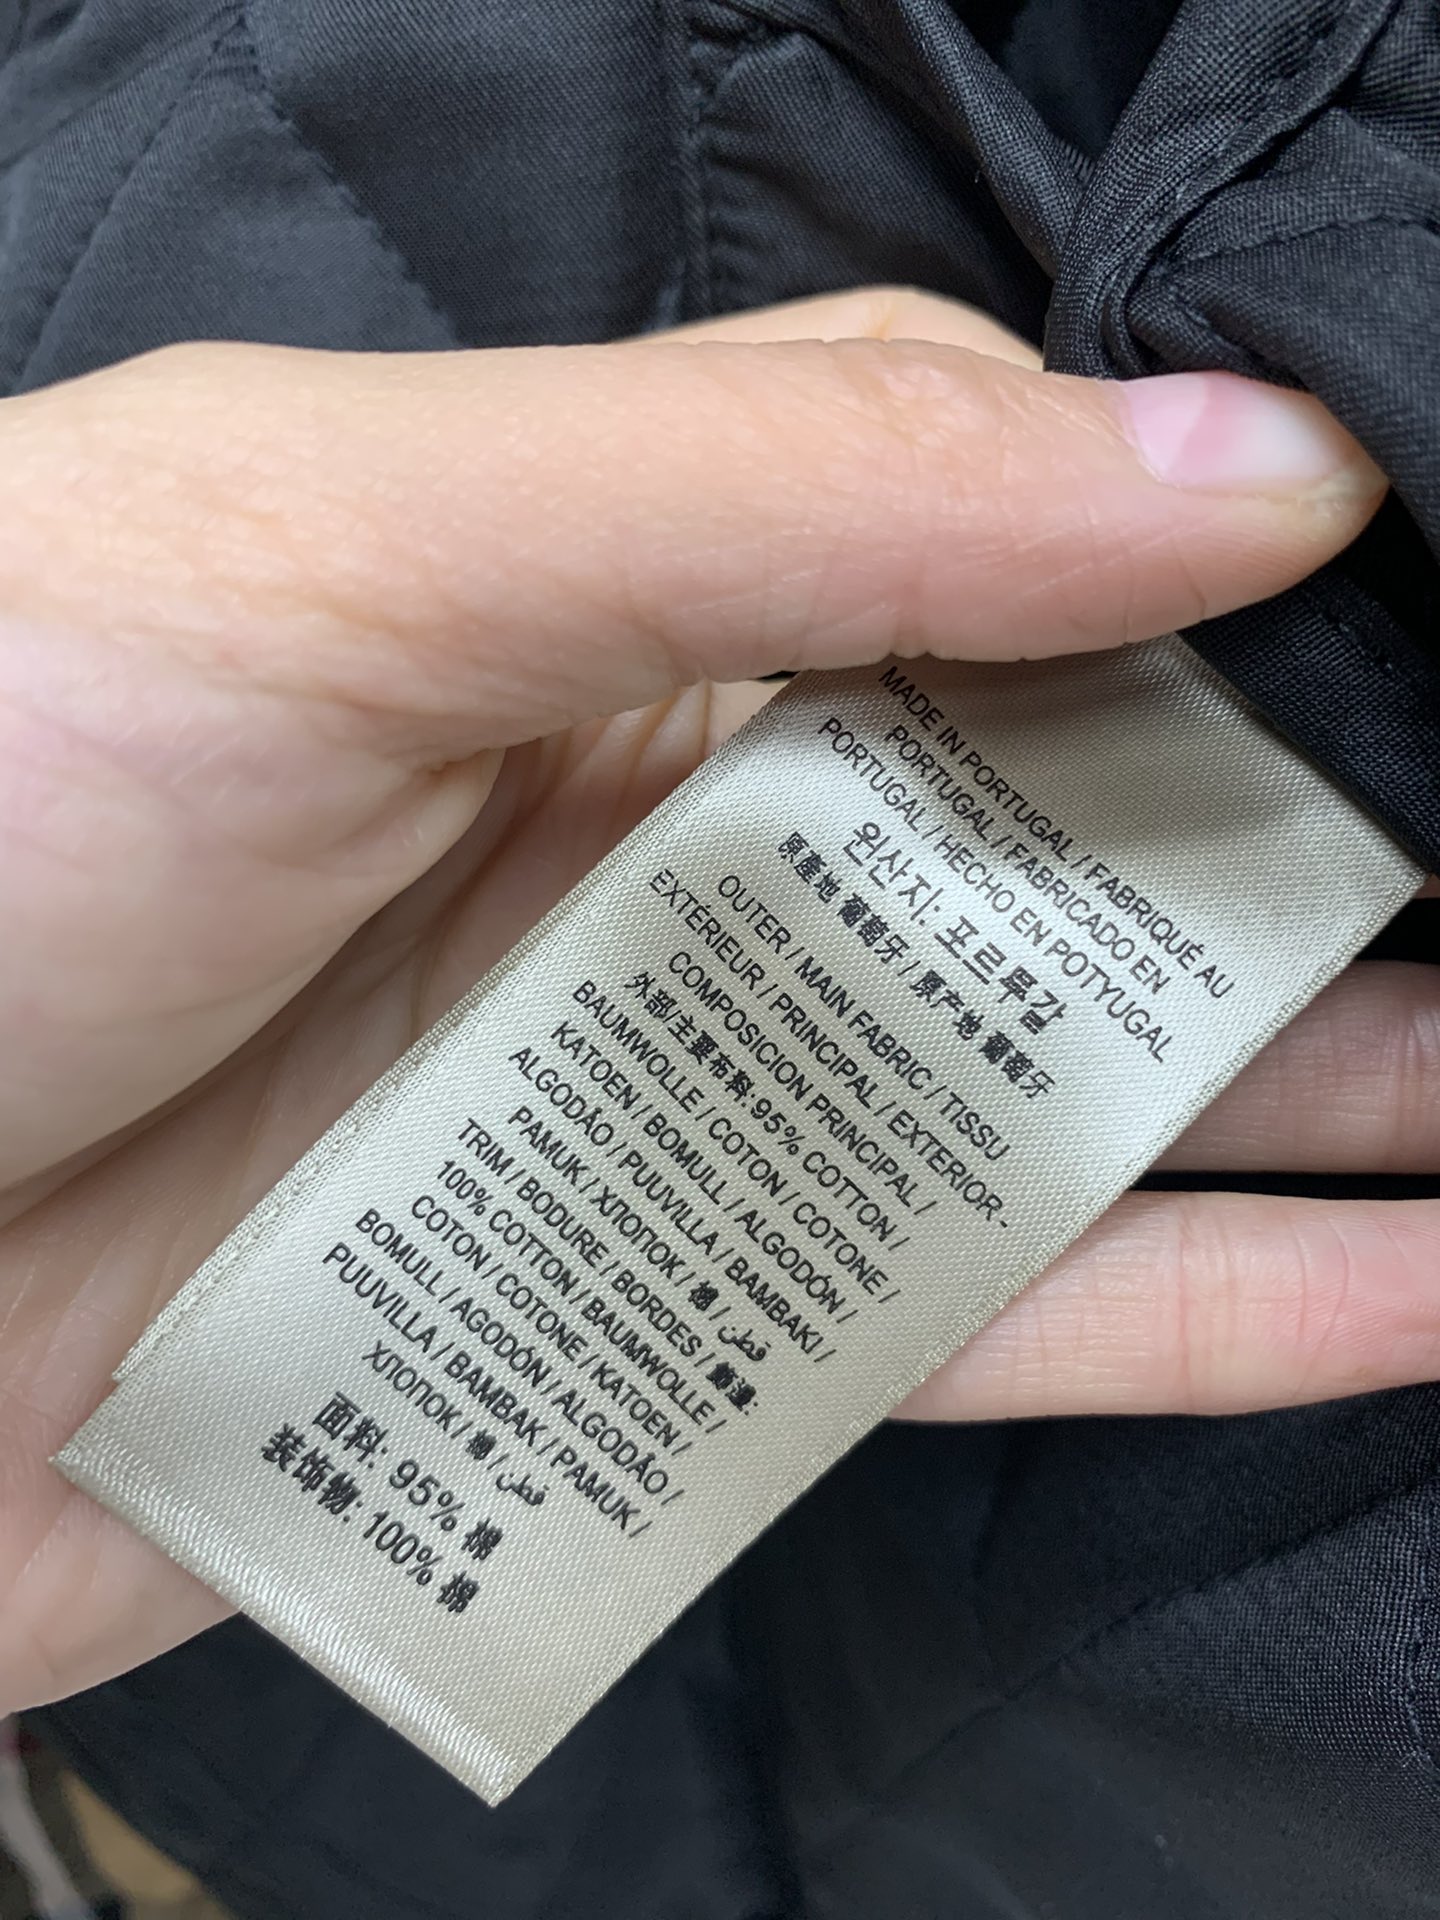 MADE IN PORTUGAL / FABRIQUÉ AU
PORTUGAL / FABRICADO EN
PORTUGAL / HECHO EN POTYUGAL
원산지: 포르투갈
原產地 葡萄牙 / 原产地 葡萄牙
OUTER / MAIN FABRIC / TISSU
EXTÉRIEUR / PRINCIPAL / EXTERIOR -
COMPOSICION PRINCIPAL /
外部/主要布料:95% COTTON /
BAUMWOLLE / COTON / COTONE /
KATOEN / BOMULL / ALGODÓN /
ALGODÃO / PUUVILLA / BAMBAKI /
PAMUK / ХПОПОК / 棉 / قطن
TRIM / BODURE / BORDES / 飾邊:
100% COTTON / BAUMWOLLE /
COTON / COTONE / KATOEN /
BOMULL / AGODÓN / ALGODÃO /
PUUVILLA / BAMBAK / PAMUK /
ХПОПОК / 棉 / قطن
面料: 95% 棉
装饰物: 100% 棉